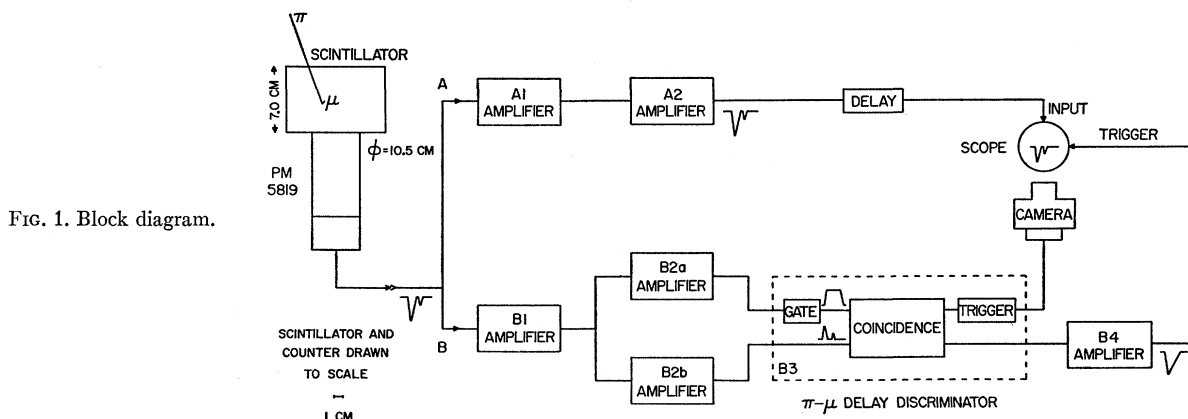 FIG. 1. Block diagram.
π
SCINTILLATOR
7.0 CM
μ
ϕ=10.5 CM
PM
5819
SCINTILLATOR AND
COUNTER DRAWN
TO SCALE
1 CM
A
A1
AMPLIFIER
A2
AMPLIFIER
DELAY
INPUT
SCOPE
TRIGGER
CAMERA
B
B1
AMPLIFIER
B2a
AMPLIFIER
B2b
AMPLIFIER
GATE
COINCIDENCE
TRIGGER
B3
B4
AMPLIFIER
π-μ DELAY DISCRIMINATOR